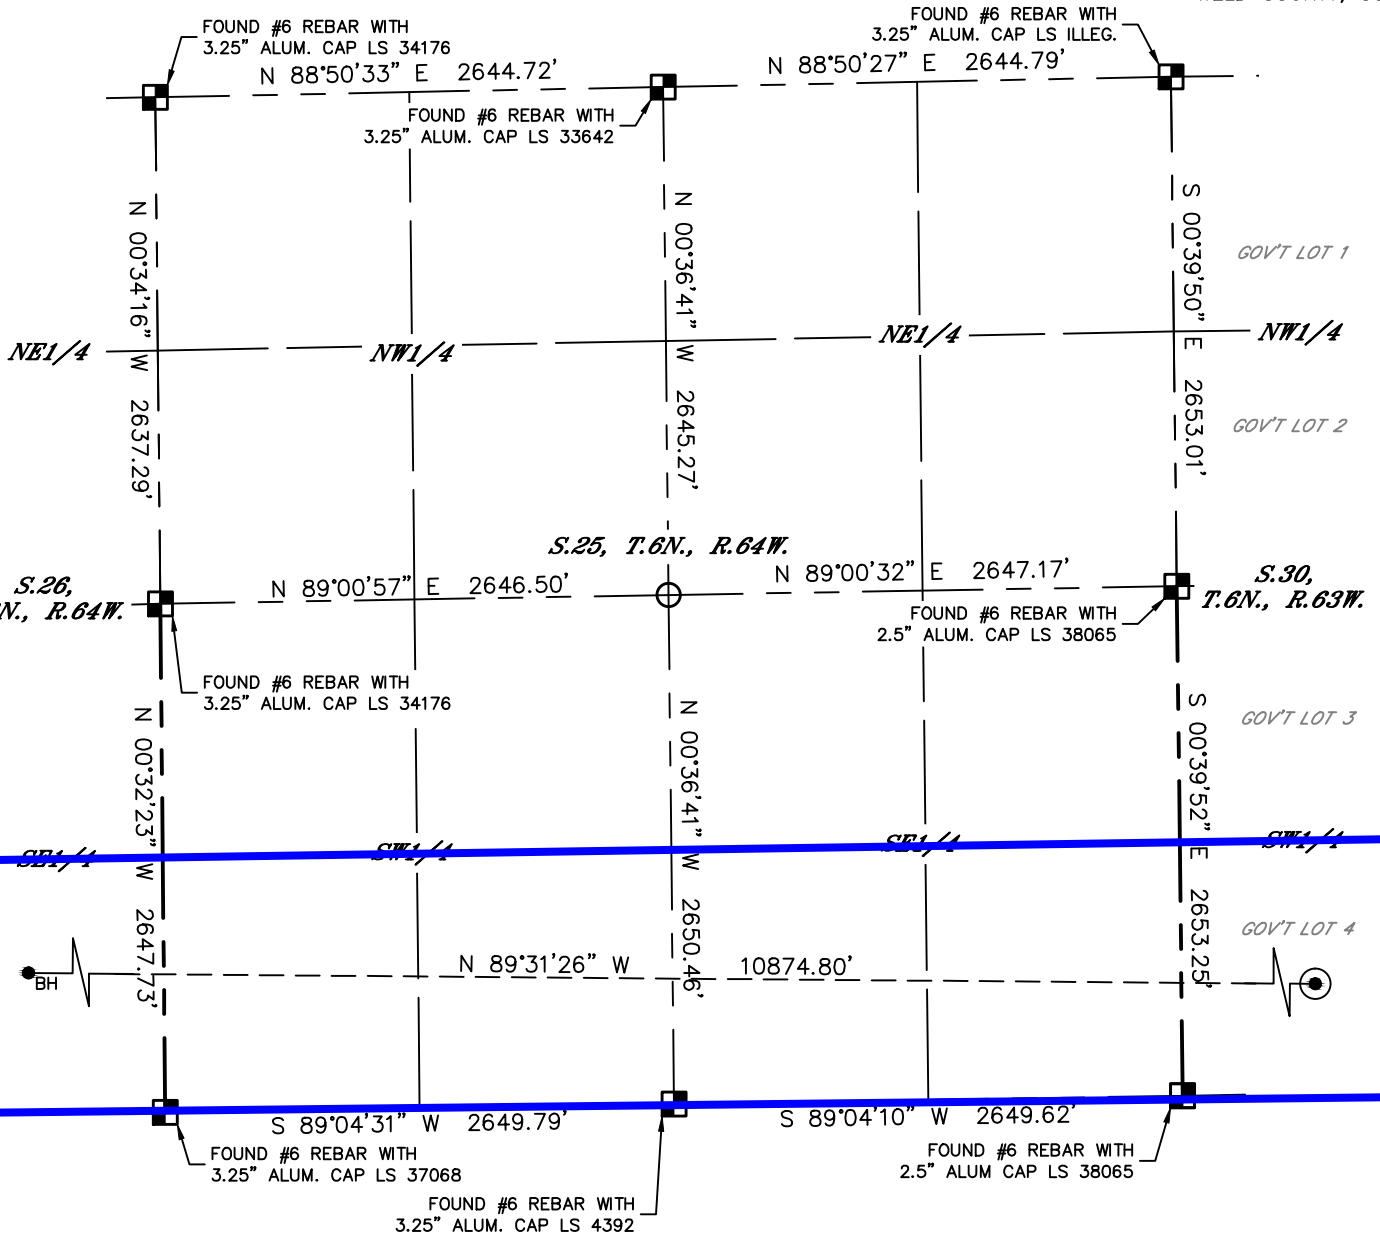 FOUND #6 REBAR WITH
3.25" ALUM. CAP LS 34176
FOUND #6 REBAR WITH
3.25" ALUM. CAP LS ILLEG.
N 88°50'33" E 2644.72'
N 88°50'27" E 2644.79'
FOUND #6 REBAR WITH
3.25" ALUM. CAP LS 33642
N 00°34'16" W 2637.29'
N 00°36'41" W 2645.27'
S 00°39'50" E 2653.01'
GOV'T LOT 1
NE1/4
NW1/4
NE1/4
NW1/4
GOV'T LOT 2
S.25, T.6N., R.64W.
S.26,
N., R.64W.
N 89°00'57" E 2646.50'
N 89°00'32" E 2647.17'
S.30,
T.6N., R.63W.
FOUND #6 REBAR WITH
2.5" ALUM. CAP LS 38065
FOUND #6 REBAR WITH
3.25" ALUM. CAP LS 34176
N 00°32'23" W 2647.73'
N 00°36'41" W 2650.46'
S 00°39'52" E 2653.25'
GOV'T LOT 3
SE1/4
SW1/4
SE1/4
SW1/4
GOV'T LOT 4
BH
N 89°31'26" W 10874.80'
S 89°04'31" W 2649.79'
S 89°04'10" W 2649.62'
FOUND #6 REBAR WITH
3.25" ALUM. CAP LS 37068
FOUND #6 REBAR WITH
2.5" ALUM CAP LS 38065
FOUND #6 REBAR WITH
3.25" ALUM. CAP LS 4392